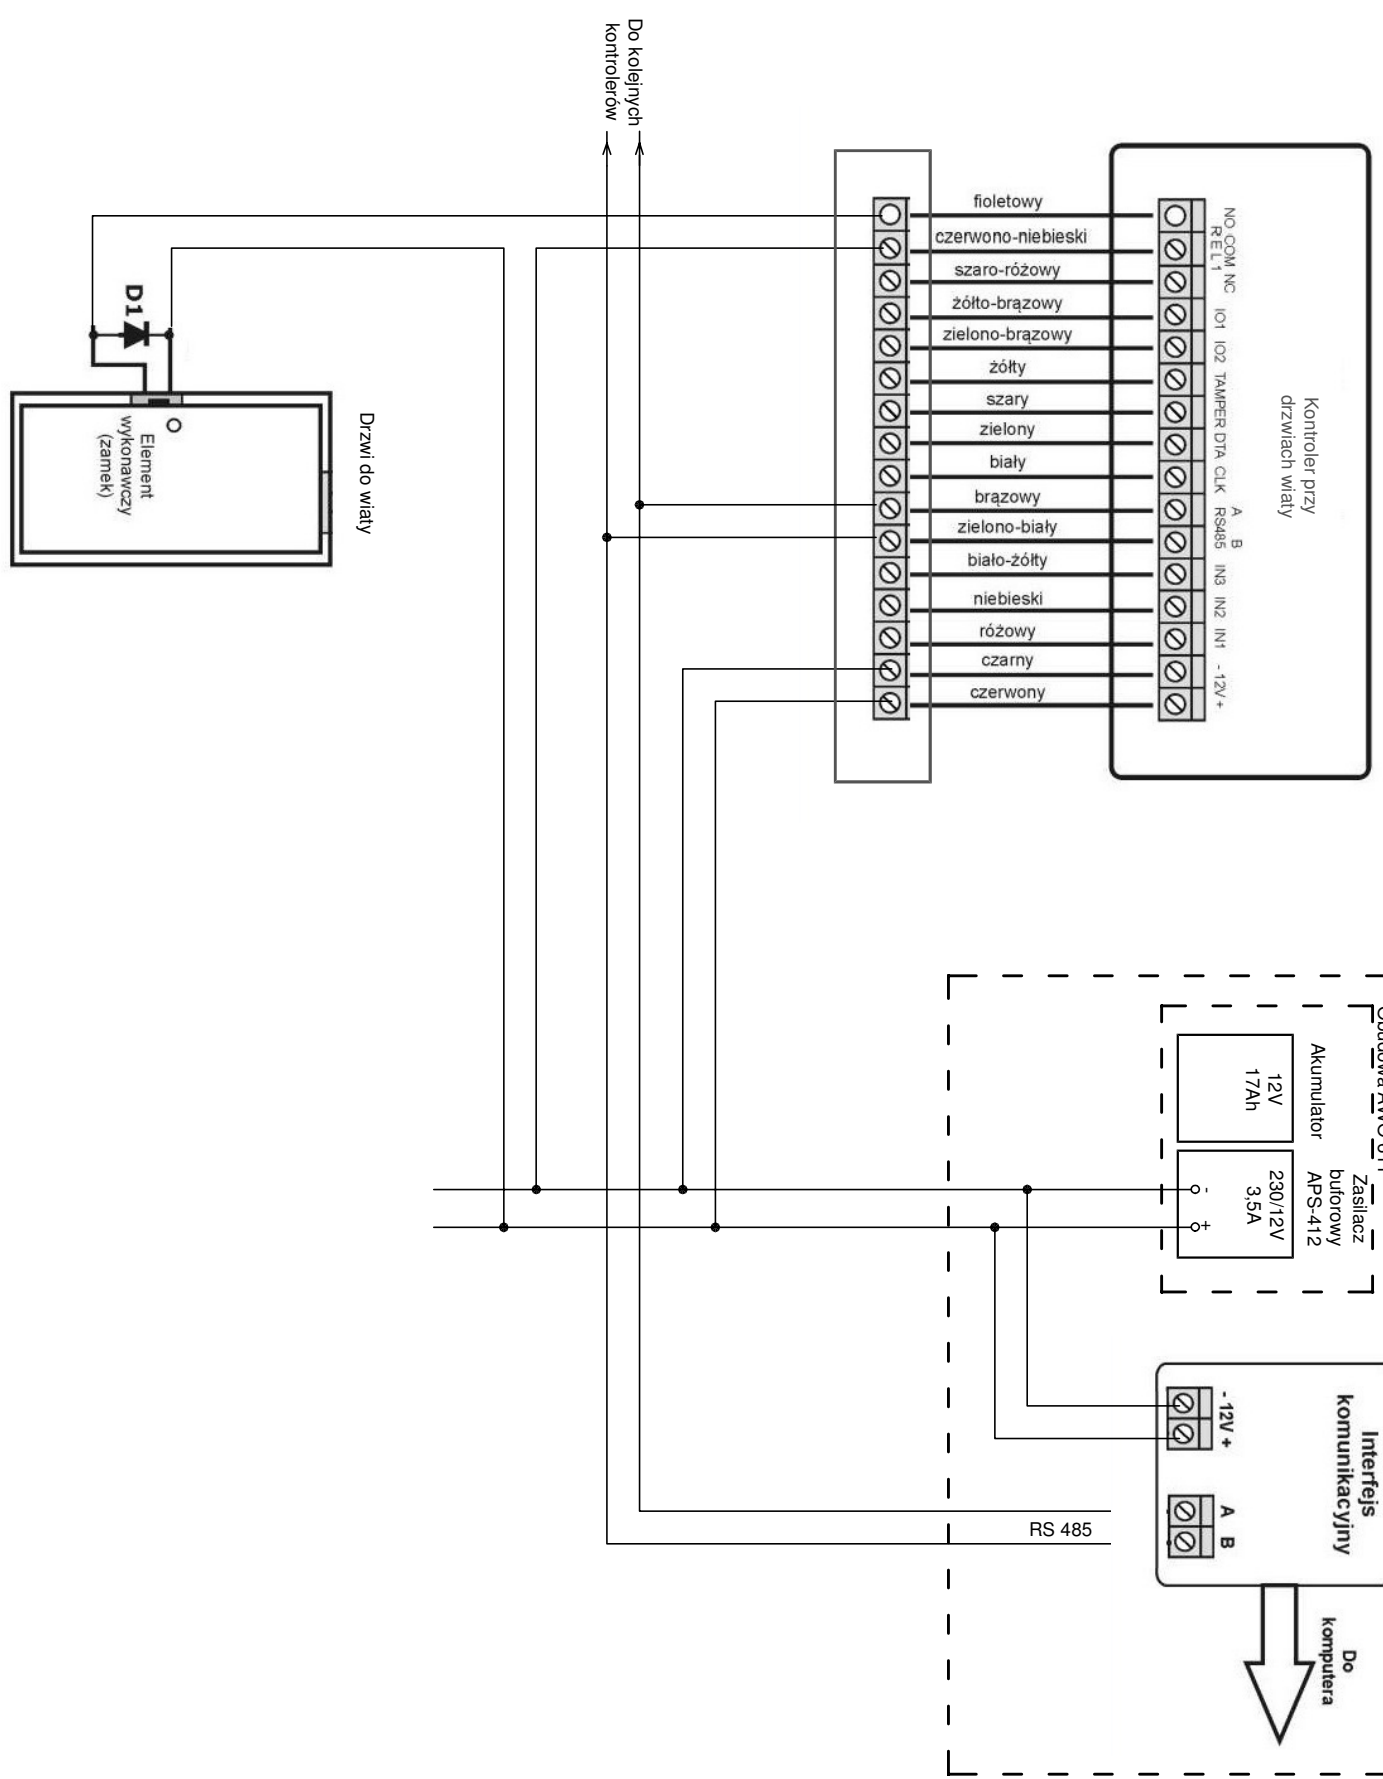 Do kolejnych
kontrolerów
Kontroler przy
drzwiach wiaty
NO COM NC
REL1
IO1
IO2
TAMPER
DTA
CLK
A B
RS485
IN3
IN2
IN1
- 12V +
fioletowy
czerwono-niebieski
szaro-różowy
żółto-brązowy
zielono-brązowy
żółty
szary
zielony
biały
brązowy
zielono-biały
biało-żółty
niebieski
różowy
czarny
czerwony
D1
Drzwi do wiaty
Element
wykonawczy
(zamek)
Akumulator
12V
17Ah
Zasilacz
buforowy
APS-412
230/12V
3,5A
-
+
Interfejs
komunikacyjny
- 12V +
A
B
RS 485
Do
komputera